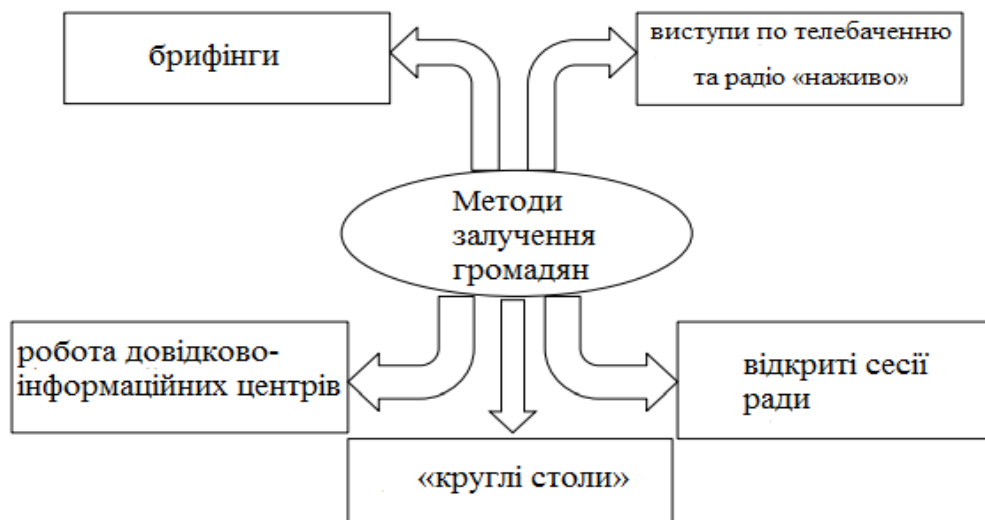 брифінги
виступи по телебаченню
та радіо «наживо»
Методи
залучення
громадян
робота довідково-
інформаційних центрів
відкриті сесії
ради
«круглі столи»